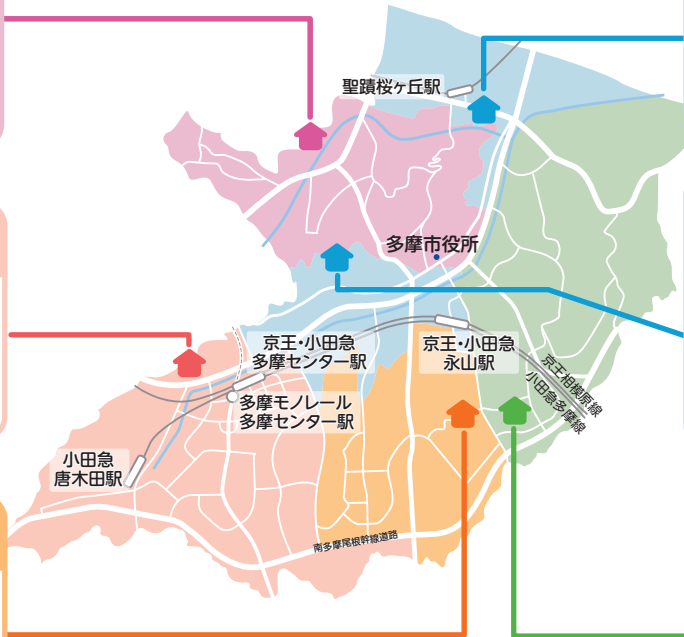 聖蹟桜ヶ丘駅
多摩市役所
京王・小田急
多摩センター駅
京王・小田急
永山駅
京王相模原線
小田急多摩線
多摩モノレール
多摩センター駅
小田急
唐木田駅
南多摩尾根幹線道路